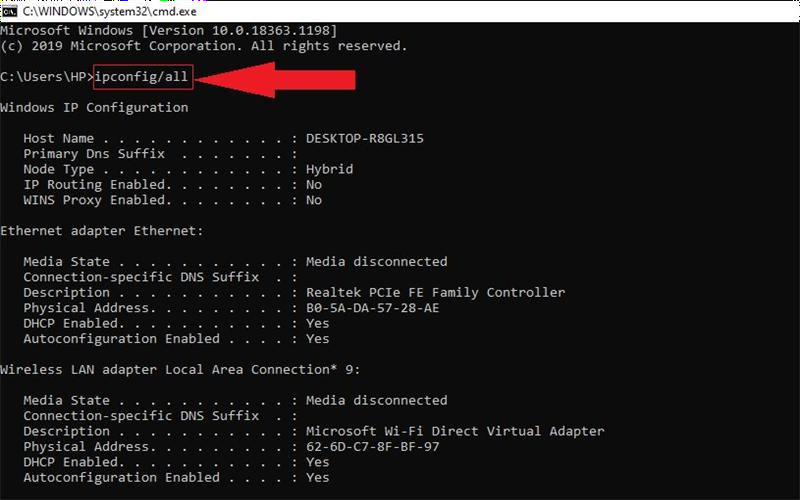 C:\WINDOWS\system32\cmd.exe
Microsoft Windows [Version 10.0.18363.1198]
(c) 2019 Microsoft Corporation. All rights reserved.
C:\Users\HP>ipconfig/all
Windows IP Configuration
Host Name . . . . . . . . . . . . : DESKTOP-R8GL315
Primary Dns Suffix  . . . . . . . :
Node Type . . . . . . . . . . . . : Hybrid
IP Routing Enabled. . . . . . . . : No
WINS Proxy Enabled. . . . . . . . : No
Ethernet adapter Ethernet:
Media State . . . . . . . . . . . : Media disconnected
Connection-specific DNS Suffix  . :
Description . . . . . . . . . . . : Realtek PCIe FE Family Controller
Physical Address. . . . . . . . . : B0-5A-DA-57-28-AE
DHCP Enabled. . . . . . . . . . . : Yes
Autoconfiguration Enabled . . . . : Yes
Wireless LAN adapter Local Area Connection* 9:
Media State . . . . . . . . . . . : Media disconnected
Connection-specific DNS Suffix  . :
Description . . . . . . . . . . . : Microsoft Wi-Fi Direct Virtual Adapter
Physical Address. . . . . . . . . : 62-6D-C7-8F-BF-97
DHCP Enabled. . . . . . . . . . . : Yes
Autoconfiguration Enabled . . . . : Yes